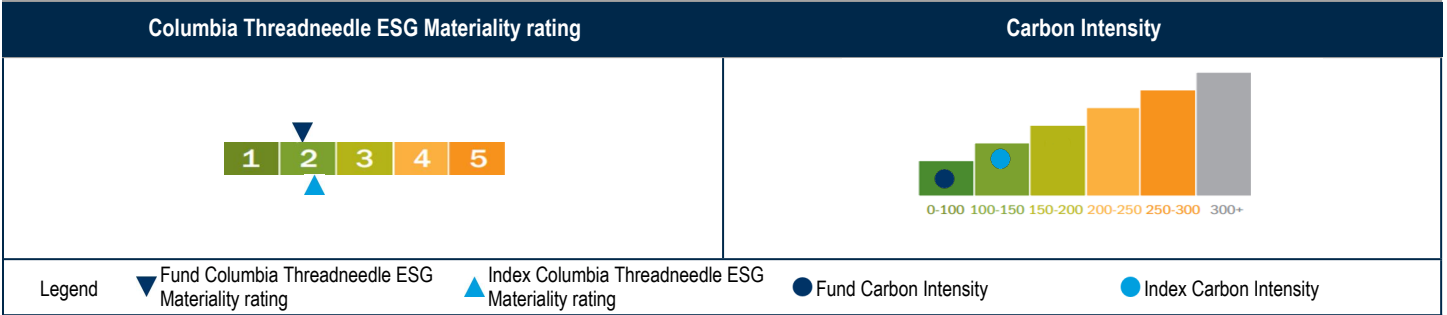 Columbia Threadneedle ESG Materiality rating
Carbon Intensity
1 2 3 4 5
0-100 100-150 150-200 200-250 250-300 300+
Legend
Fund Columbia Threadneedle ESG
Materiality rating
Index Columbia Threadneedle ESG
Materiality rating
Fund Carbon Intensity
Index Carbon Intensity